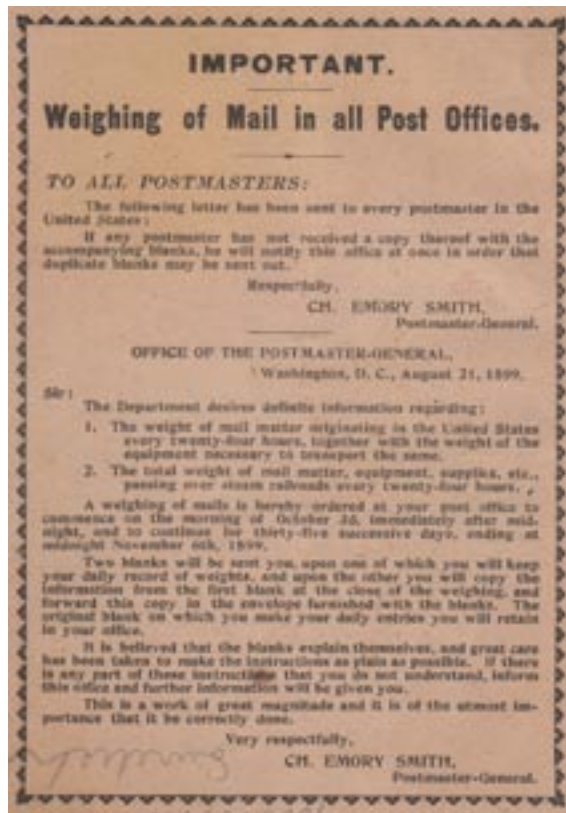 IMPORTANT.
Weighing of Mail in all Post Offices.
TO ALL POSTMASTERS:
The following letter has been sent to every postmaster in the
United States:
If any postmaster has not received a copy thereof with the
accompanying blanks, he will notify this office at once in order that
duplicate blanks may be sent out.
Respectfully,
CH. EMORY SMITH,
Postmaster-General.
OFFICE OF THE POSTMASTER-GENERAL,
Washington, D. C., August 21, 1899.
Sir:
The Department desires definite information regarding:
1. The weight of mail matter originating in the United States
every twenty-four hours, together with the weight of the
equipment necessary to transport the same.
2. The total weight of mail matter, equipment, supplies, etc.,
passing over steam railroads every twenty-four hours.
A weighing of mails is hereby ordered at your post office to
commence on the morning of October 3d, immediately after mid-
night, and to continue for thirty-five successive days, ending at
midnight November 6th, 1899.
Two blanks will be sent you, upon one of which you will keep
your daily record of weights, and upon the other you will copy the
information from the first blank at the close of the weighing, and
forward this copy in the envelope furnished with the blanks. The
original blank on which you make your daily entries you will retain
in your office.
It is believed that the blanks explain themselves, and great care
has been taken to make the instructions as plain as possible. If there
is any part of these instructions that you do not understand, inform
this office and further information will be given you.
This is a work of great magnitude and it is of the utmost im-
portance that it be correctly done.
Very respectfully,
CH. EMORY SMITH,
Postmaster-General.